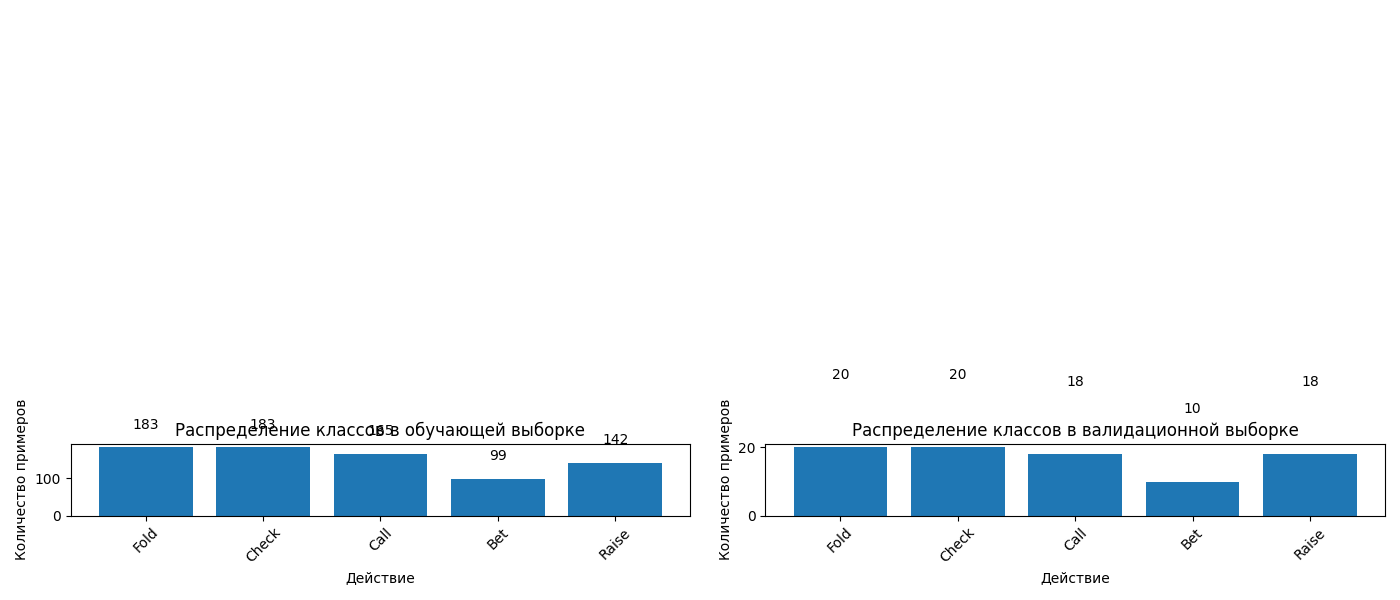 183
183
165
99
142
Распределение классов в обучающей выборке
Количество примеров
100
0
Fold
Check
Call
Bet
Raise
Действие
20
20
18
10
18
Распределение классов в валидационной выборке
Количество примеров
20
0
Fold
Check
Call
Bet
Raise
Действие